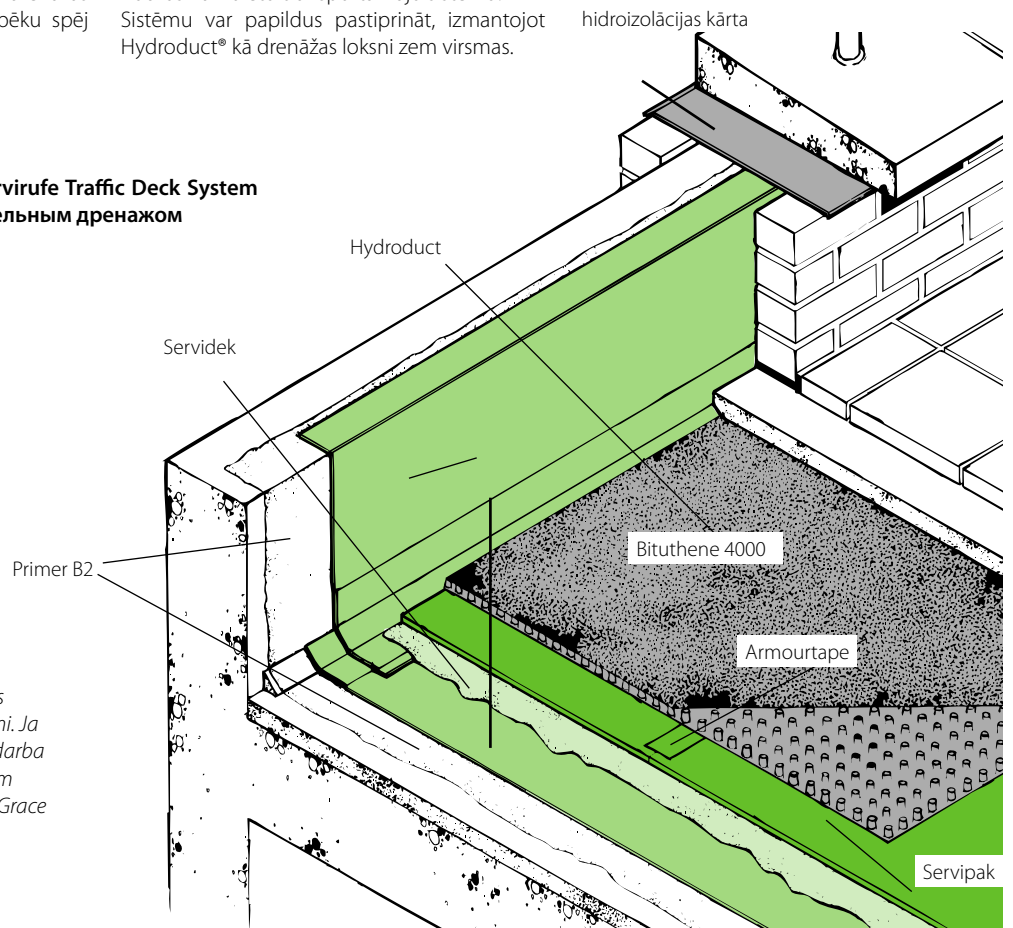 pēku spēj
Sistēmu var papildus pastiprināt, izmantojot
Hydroduct® kā drenāžas loksni zem virsmas.
hidroizolācijas kārta
rvirufe Traffic Deck System
ельным дренажом
Hydroduct
Servidek
Primer B2
Bituthene 4000
Armourtape
Servipak
s
ni. Ja
darba
m
Grace